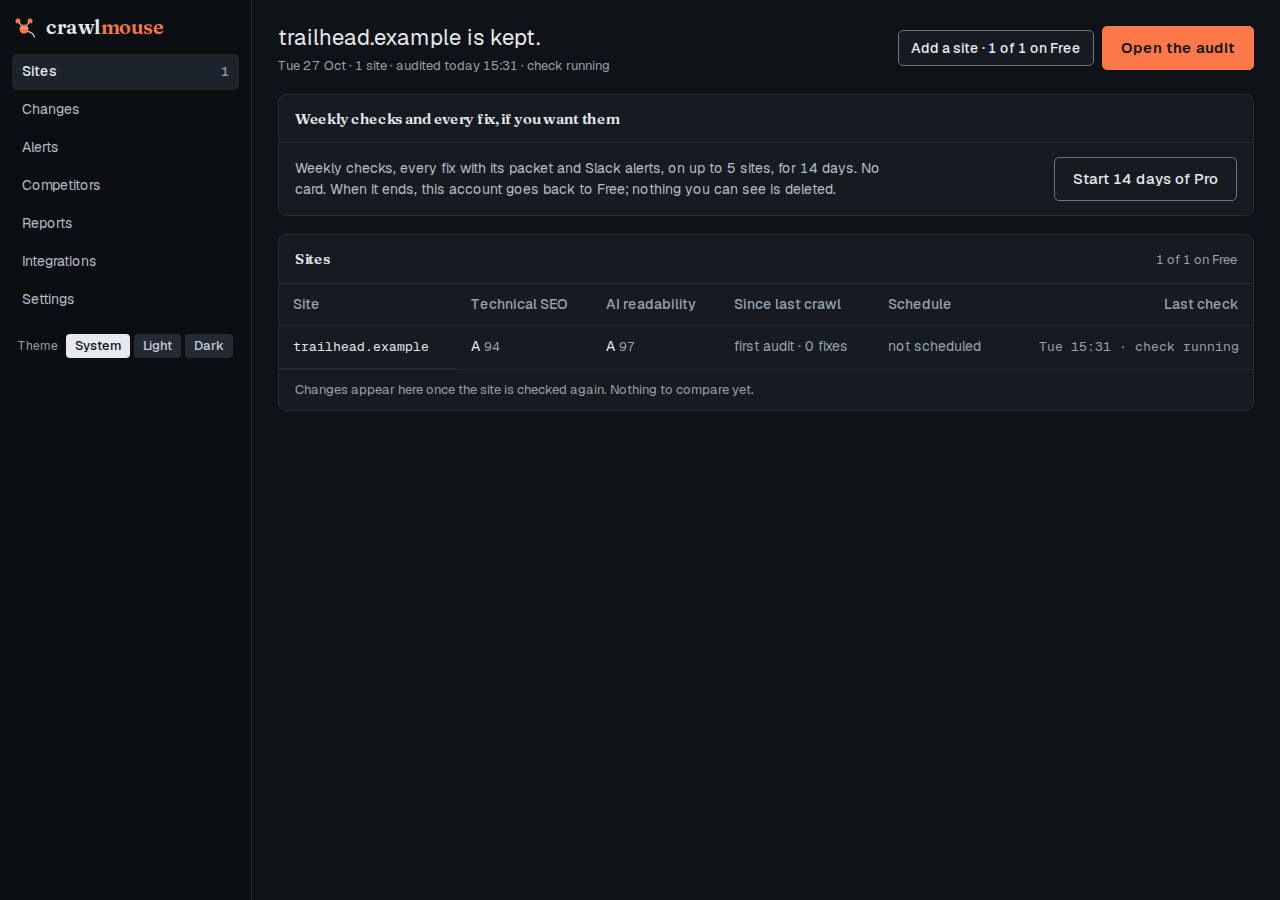 crawlmouse
Sites 1
Changes
Alerts
Competitors
Reports
Integrations
Settings
Theme System Light Dark
trailhead.example is kept.
Tue 27 Oct · 1 site · audited today 15:31 · check running
Add a site · 1 of 1 on Free
Open the audit
Weekly checks and every fix, if you want them
Weekly checks, every fix with its packet and Slack alerts, on up to 5 sites, for 14 days. No
card. When it ends, this account goes back to Free; nothing you can see is deleted.
Start 14 days of Pro
Sites 1 of 1 on Free
Site Technical SEO AI readability Since last crawl Schedule Last check
trailhead.example A 94 A 97 first audit · 0 fixes not scheduled Tue 15:31 · check running
Changes appear here once the site is checked again. Nothing to compare yet.